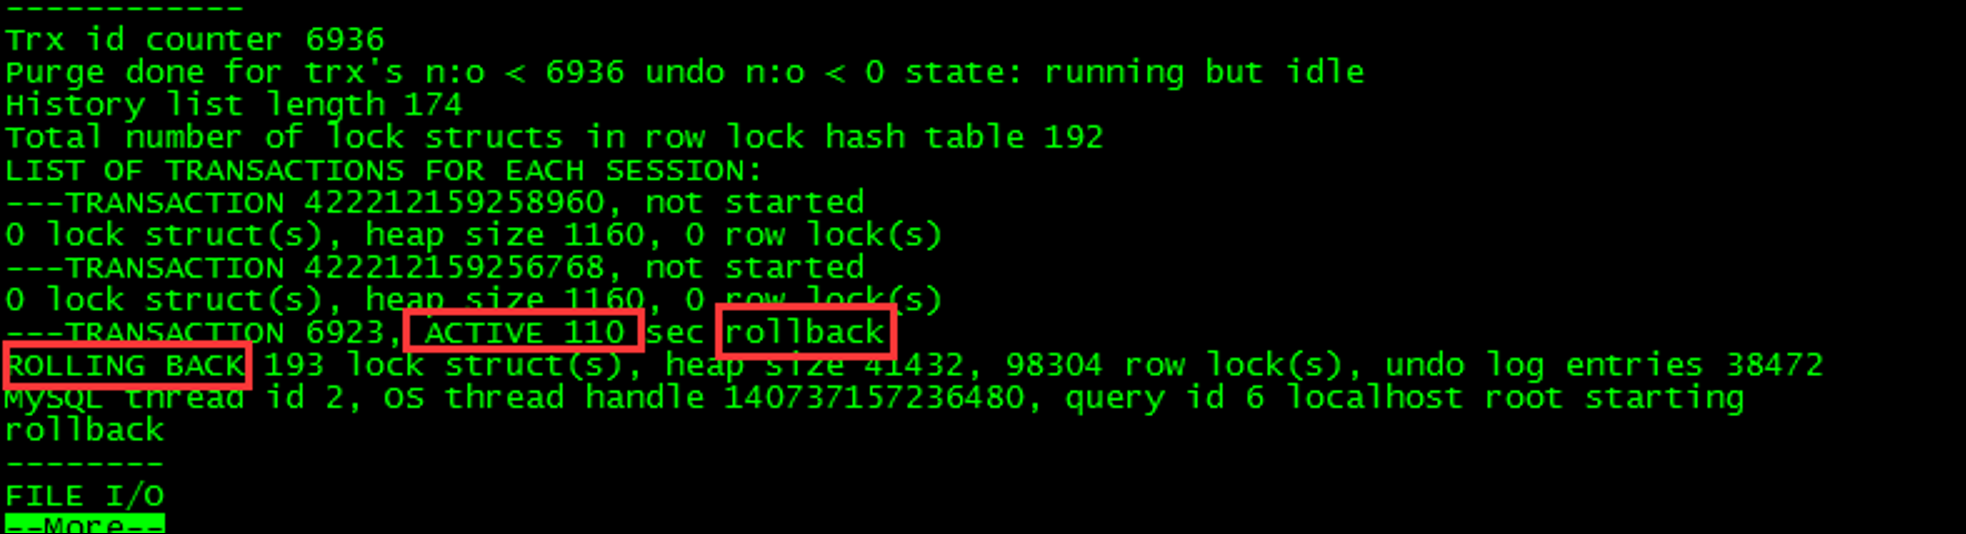 ------------
Trx id counter 6936
Purge done for trx's n:o < 6936 undo n:o < 0 state: running but idle
History list length 174
Total number of lock structs in row lock hash table 192
LIST OF TRANSACTIONS FOR EACH SESSION:
---TRANSACTION 422212159258960, not started
0 lock struct(s), heap size 1160, 0 row lock(s)
---TRANSACTION 422212159256768, not started
0 lock struct(s), heap size 1160, 0 row lock(s)
---TRANSACTION 6923, ACTIVE 110 sec rollback
ROLLING BACK 193 lock struct(s), heap size 41432, 98304 row lock(s), undo log entries 38472
MySQL thread id 2, OS thread handle 140737157236480, query id 6 localhost root starting
rollback
--------
FILE I/O
--More--